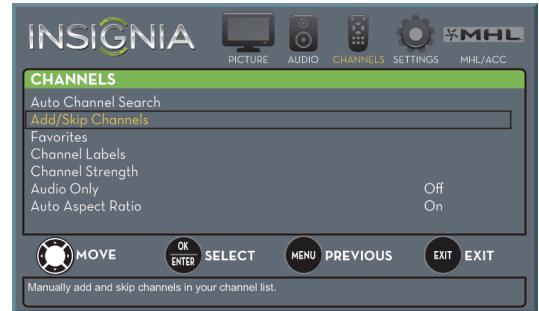 INSIGNIA
PICTURE AUDIO CHANNELS SETTINGS MHL MHL/ACC
CHANNELS
Auto Channel Search
Add/Skip Channels
Favorites
Channel Labels
Channel Strength
Audio Only Off
Auto Aspect Ratio On
MOVE OK ENTER SELECT MENU PREVIOUS EXIT EXIT
Manually add and skip channels in your channel list.